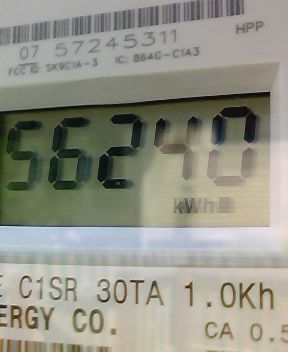 HPP
07 57245311
FCC ID: SK9C1A-3 IC: 864G-C1A3
56240
kWh
E C1SR 30TA 1.0Kh
ERGY CO.
CA 0.5